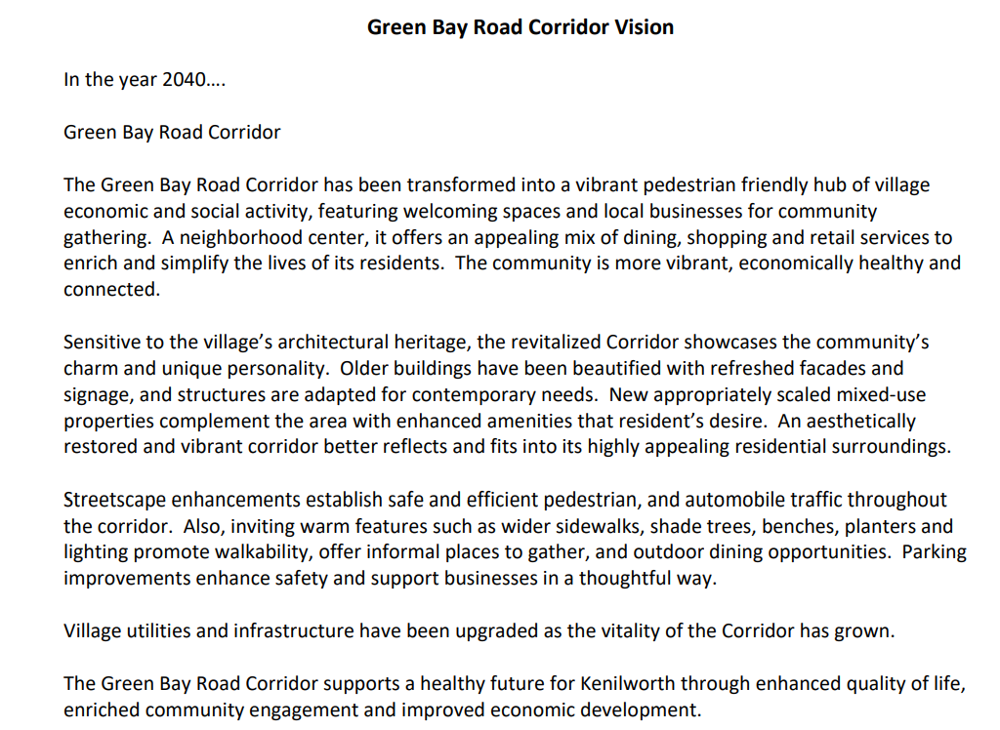 Green Bay Road Corridor Vision
In the year 2040....
Green Bay Road Corridor
The Green Bay Road Corridor has been transformed into a vibrant pedestrian friendly hub of village
economic and social activity, featuring welcoming spaces and local businesses for community
gathering.  A neighborhood center, it offers an appealing mix of dining, shopping and retail services to
enrich and simplify the lives of its residents.  The community is more vibrant, economically healthy and
connected.
Sensitive to the village’s architectural heritage, the revitalized Corridor showcases the community’s
charm and unique personality.  Older buildings have been beautified with refreshed facades and
signage, and structures are adapted for contemporary needs.  New appropriately scaled mixed-use
properties complement the area with enhanced amenities that resident’s desire.  An aesthetically
restored and vibrant corridor better reflects and fits into its highly appealing residential surroundings.
Streetscape enhancements establish safe and efficient pedestrian, and automobile traffic throughout
the corridor.  Also, inviting warm features such as wider sidewalks, shade trees, benches, planters and
lighting promote walkability, offer informal places to gather, and outdoor dining opportunities.  Parking
improvements enhance safety and support businesses in a thoughtful way.
Village utilities and infrastructure have been upgraded as the vitality of the Corridor has grown.
The Green Bay Road Corridor supports a healthy future for Kenilworth through enhanced quality of life,
enriched community engagement and improved economic development.